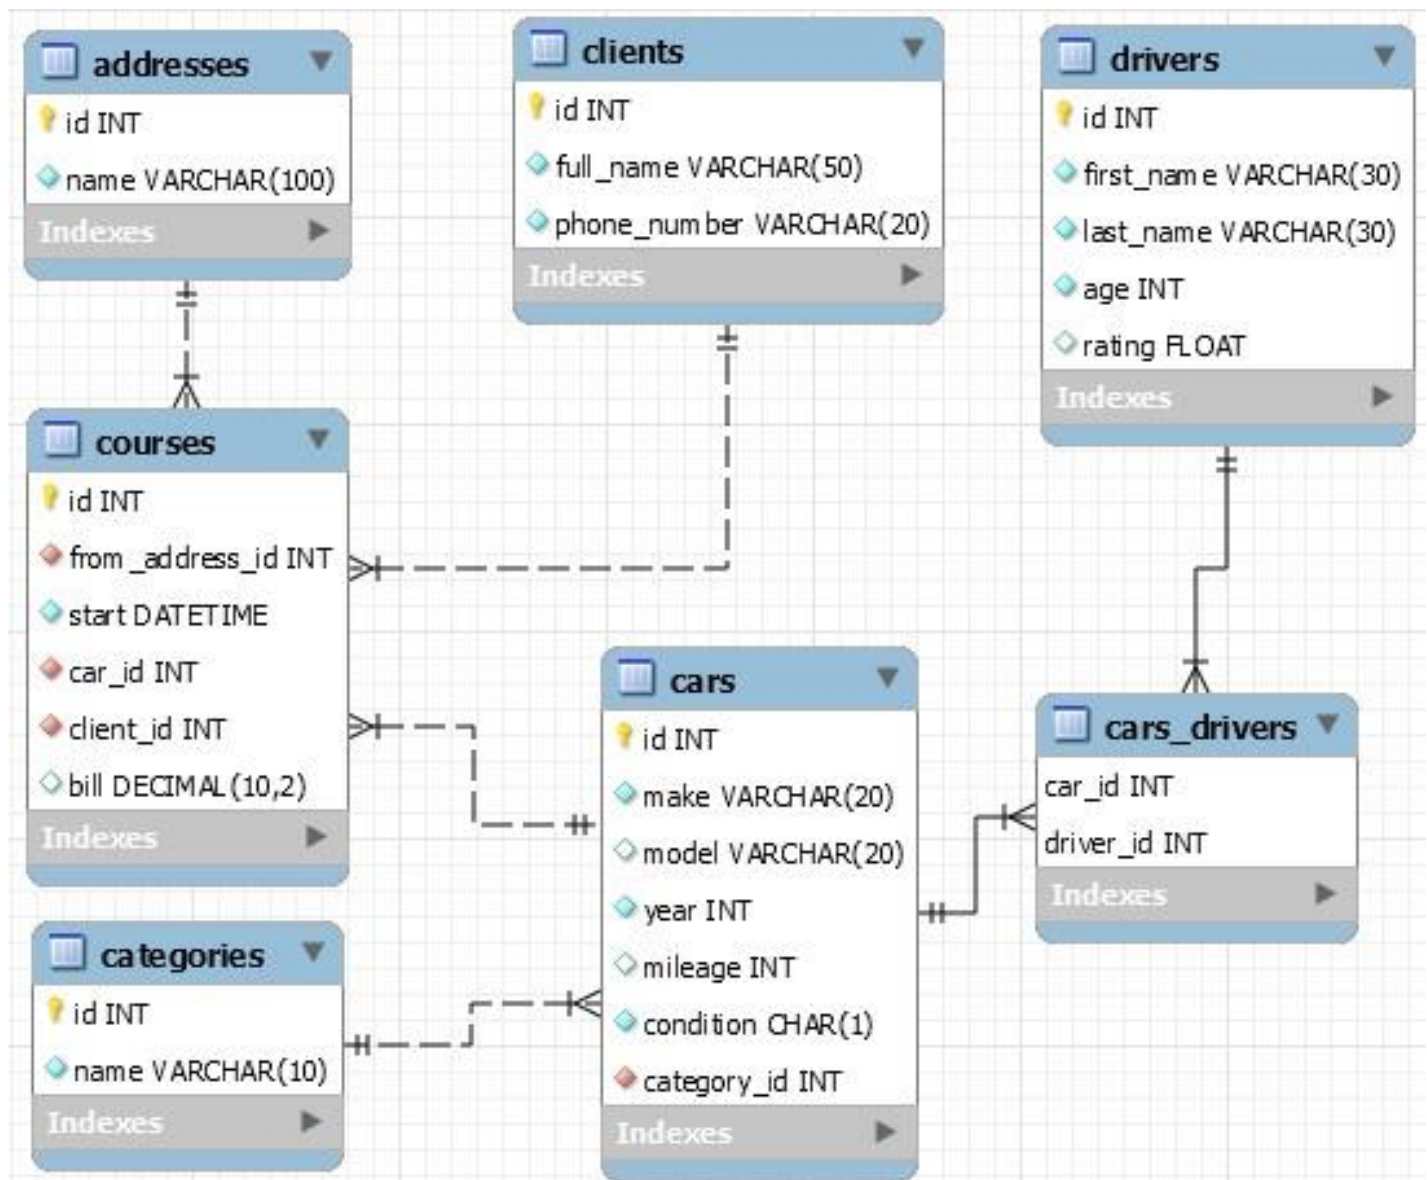 addresses
id INT
name VARCHAR(100)
Indexes
clients
id INT
full_name VARCHAR(50)
phone_number VARCHAR(20)
Indexes
drivers
id INT
first_name VARCHAR(30)
last_name VARCHAR(30)
age INT
rating FLOAT
Indexes
courses
id INT
from_address_id INT
start DATETIME
car_id INT
client_id INT
bill DECIMAL(10,2)
Indexes
cars
id INT
make VARCHAR(20)
model VARCHAR(20)
year INT
mileage INT
condition CHAR(1)
category_id INT
Indexes
cars_drivers
car_id INT
driver_id INT
Indexes
categories
id INT
name VARCHAR(10)
Indexes